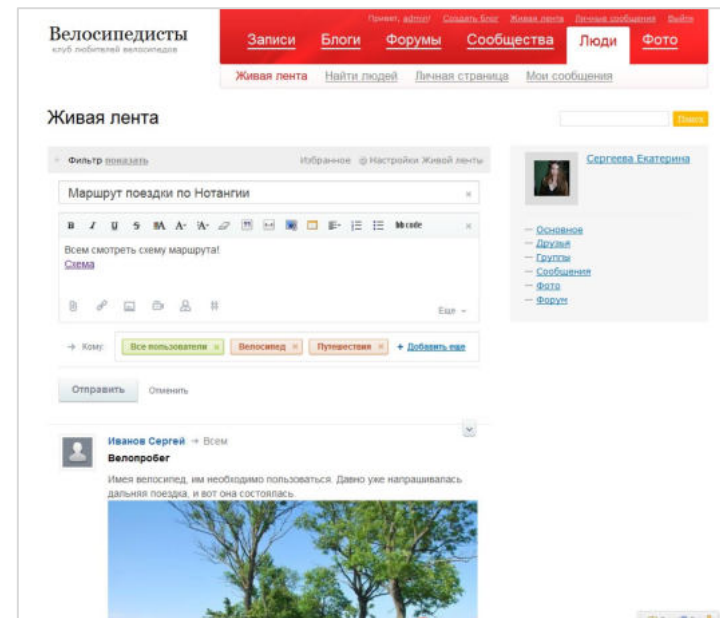 Привет, admin! Создать блог Живая лента Личные сообщения Выйти
Велосипедисты
клуб любителей велосипедов
Записи Блоги Форумы Сообщества Люди Фото
Живая лента Найти людей Личная страница Мои сообщения
Живая лента
Поиск
Фильтр показать Избранное Настройки Живой ленты
Маршрут поездки по Нотангии
B I U S bbcode
Всем смотреть схему маршрута!
Схема
Еще
Кому: Все пользователи × Велосипед × Путешествия × + Добавить еще
Отправить Отменить
Иванов Сергей → Всем
Велопробег
Имея велосипед, им необходимо пользоваться. Давно уже напрашивалась
дальняя поездка, и вот она состоялась.
Сергеева Екатерина
— Основное
— Друзья
— Группы
— Сообщения
— Фото
— Форум